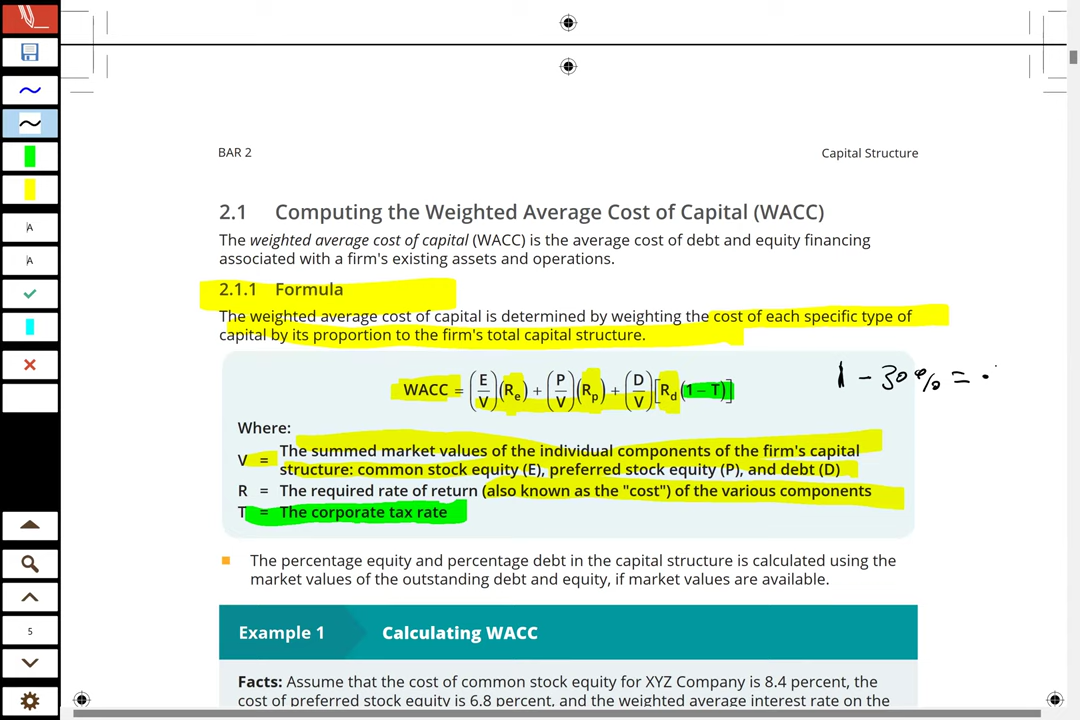 BAR 2
Capital Structure
2.1 Computing the Weighted Average Cost of Capital (WACC)
The weighted average cost of capital (WACC) is the average cost of debt and equity financing
associated with a firm's existing assets and operations.
2.1.1 Formula
The weighted average cost of capital is determined by weighting the cost of each specific type of
capital by its proportion to the firm's total capital structure.
WACC = (E/V)(Re) + (P/V)(Rp) + (D/V)[Rd(1 − T)]
1 - 30% = .
Where:
V = The summed market values of the individual components of the firm's capital
structure: common stock equity (E), preferred stock equity (P), and debt (D)
R = The required rate of return (also known as the "cost") of the various components
T = The corporate tax rate
The percentage equity and percentage debt in the capital structure is calculated using the
market values of the outstanding debt and equity, if market values are available.
Example 1 Calculating WACC
Facts: Assume that the cost of common stock equity for XYZ Company is 8.4 percent, the
cost of preferred stock equity is 6.8 percent, and the weighted average interest rate on the
A
A
5